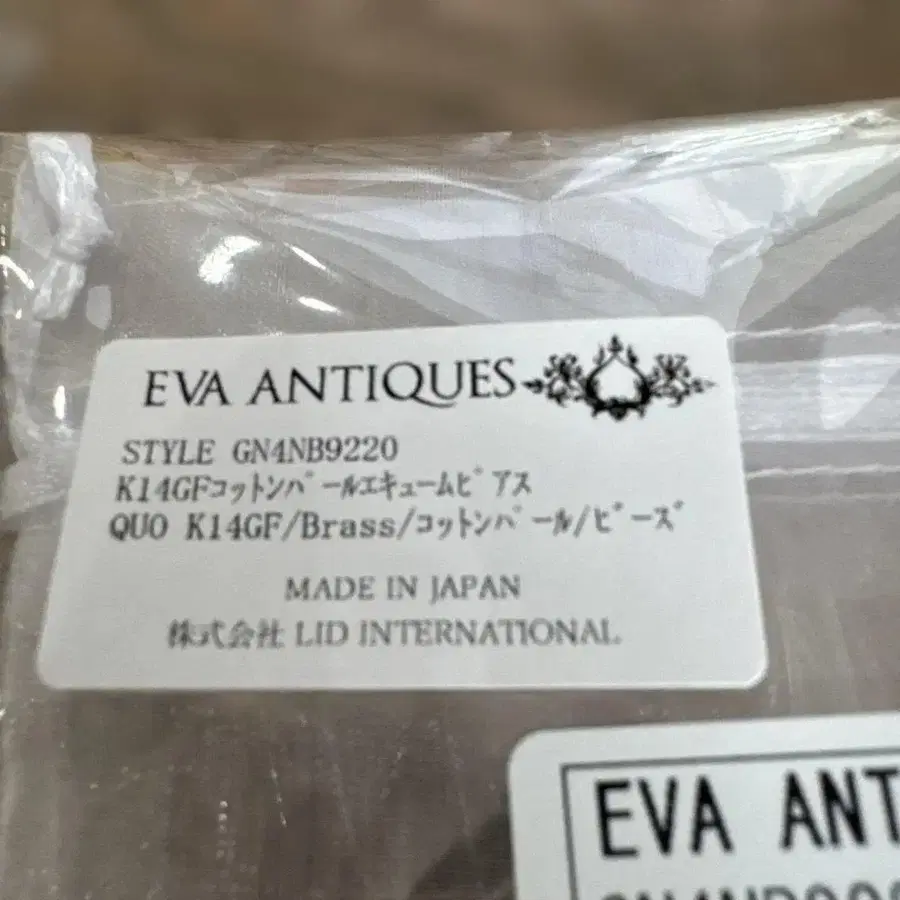 EVA ANTIQUES
STYLE GN4NB9220
K14GFコットンパールエキュームピアス
QUO K14GF/Brass/コットンパール/ビーズ
MADE IN JAPAN
株式会社 LID INTERNATIONAL
EVA ANT